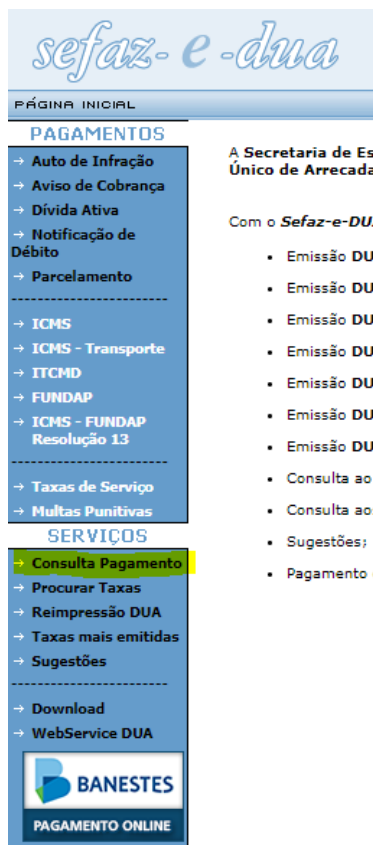 sefaz-e-dua
PÁGINA INICIAL
PAGAMENTOS
→ Auto de Infração
→ Aviso de Cobrança
→ Dívida Ativa
→ Notificação de
Débito
→ Parcelamento
-----------------------
→ ICMS
→ ICMS - Transporte
→ ITCMD
→ FUNDAP
→ ICMS - FUNDAP
Resolução 13
-----------------------
→ Taxas de Serviço
→ Multas Punitivas
SERVIÇOS
→ Consulta Pagamento
→ Procurar Taxas
→ Reimpressão DUA
→ Taxas mais emitidas
→ Sugestões
-----------------------
→ Download
→ WebService DUA
BANESTES
PAGAMENTO ONLINE
A Secretaria de Es
Único de Arrecada
Com o Sefaz-e-DU
• Emissão DU
• Emissão DU
• Emissão DU
• Emissão DU
• Emissão DU
• Emissão DU
• Emissão DU
• Consulta ao
• Consulta ao
• Sugestões;
• Pagamento